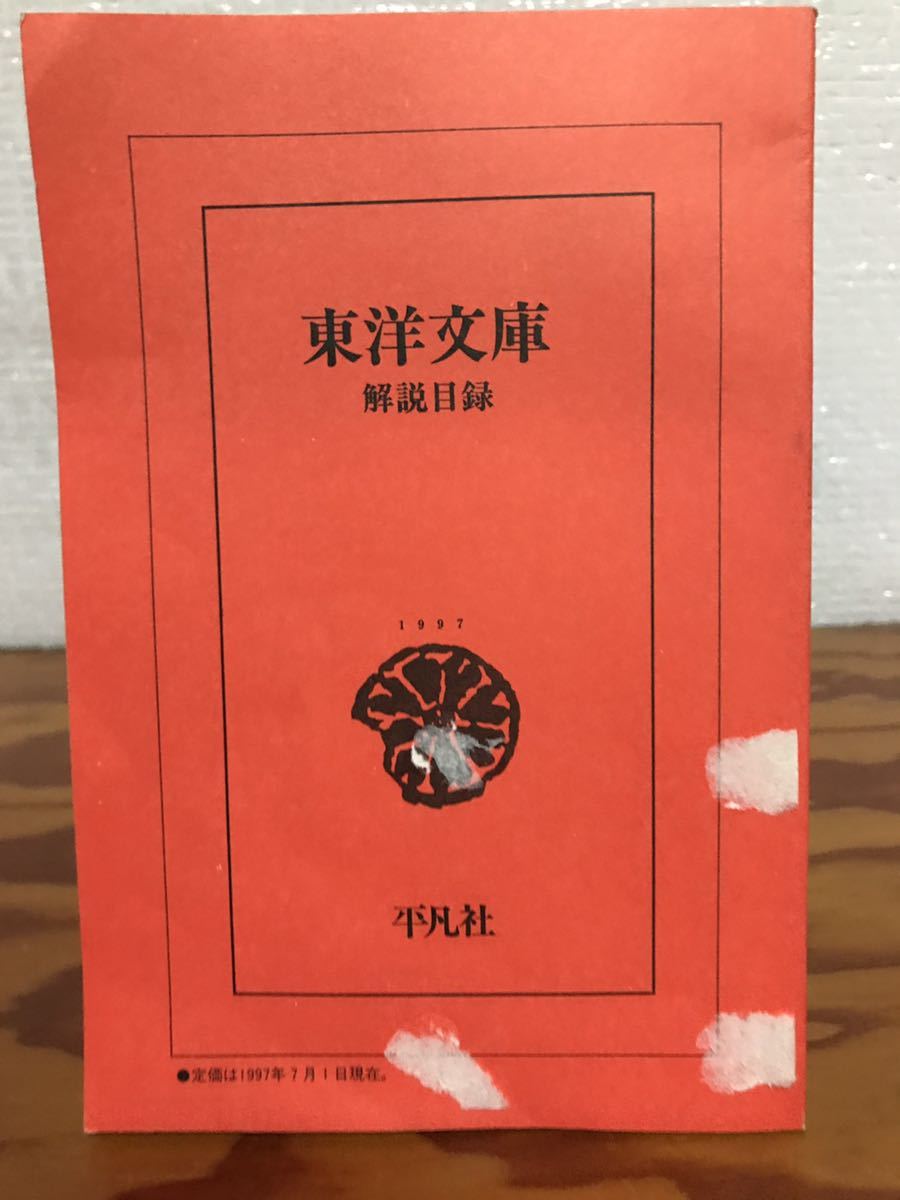 東洋文庫
解説目録
1997
平凡社
●定価は1997年7月1日現在。